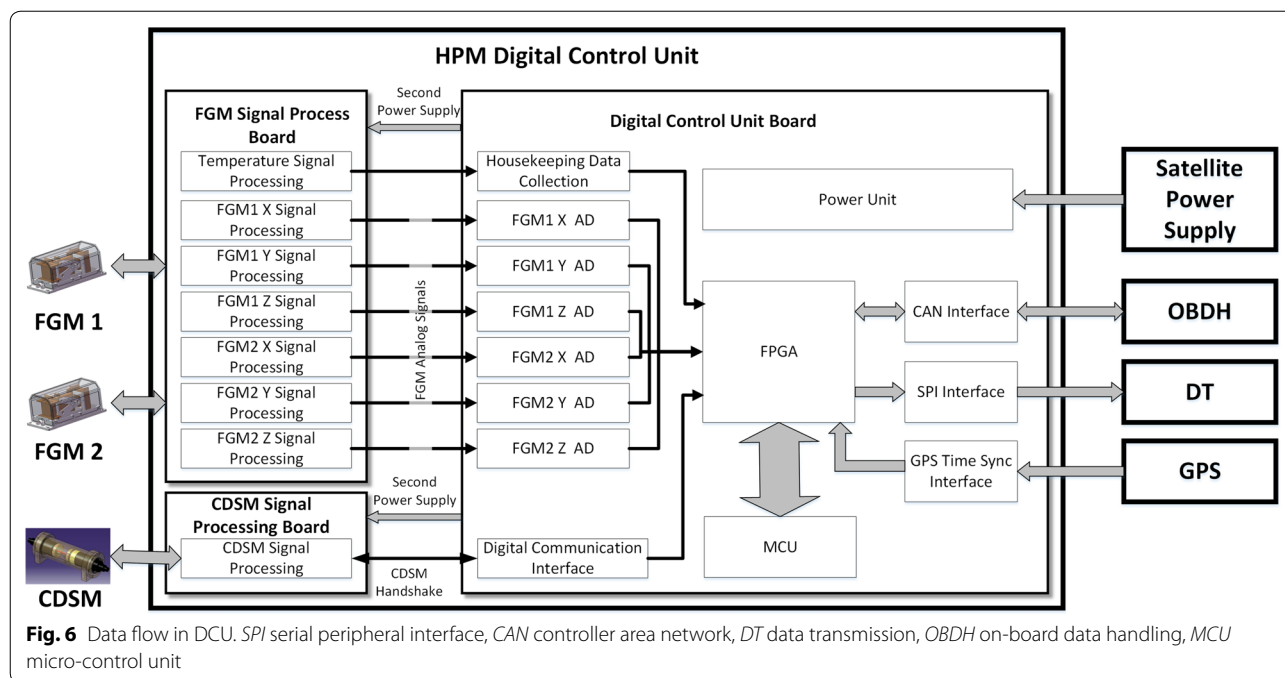 HPM Digital Control Unit
FGM Signal Process
Board
Temperature Signal
Processing
FGM1 X Signal
Processing
FGM1 Y Signal
Processing
FGM1 Z Signal
Processing
FGM2 X Signal
Processing
FGM2 Y Signal
Processing
FGM2 Z Signal
Processing
CDSM Signal
Processing Board
CDSM Signal
Processing
FGM 1
FGM 2
CDSM
Second
Power Supply
FGM Analog Signals
Second
Power Supply
CDSM
Handshake
Digital Control Unit Board
Housekeeping Data
Collection
FGM1 X AD
FGM1 Y AD
FGM1 Z AD
FGM2 X AD
FGM2 Y AD
FGM2 Z AD
Digital Communication
Interface
Power Unit
FPGA
MCU
CAN Interface
SPI Interface
GPS Time Sync
Interface
Satellite
Power
Supply
OBDH
DT
GPS
Fig. 6 Data flow in DCU. SPI serial peripheral interface, CAN controller area network, DT data transmission, OBDH on-board data handling, MCU
micro-control unit